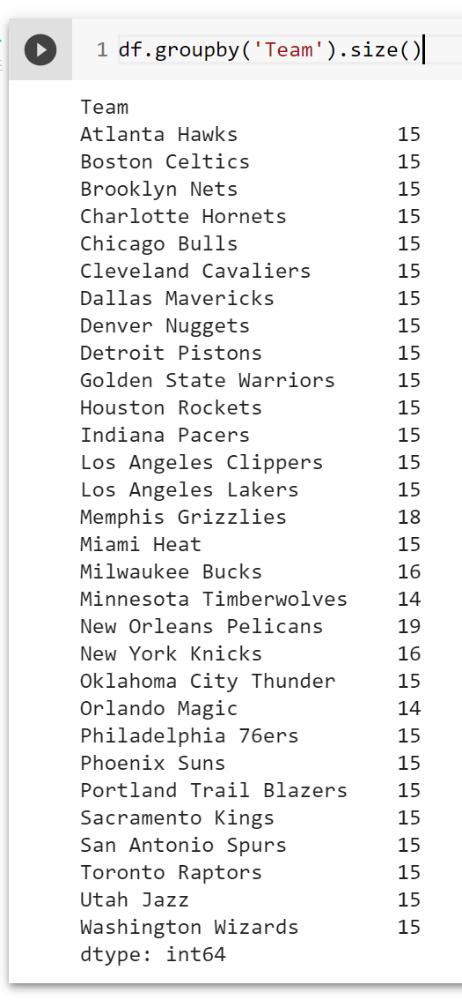 1 df.groupby('Team').size()
Team
Atlanta Hawks 15
Boston Celtics 15
Brooklyn Nets 15
Charlotte Hornets 15
Chicago Bulls 15
Cleveland Cavaliers 15
Dallas Mavericks 15
Denver Nuggets 15
Detroit Pistons 15
Golden State Warriors 15
Houston Rockets 15
Indiana Pacers 15
Los Angeles Clippers 15
Los Angeles Lakers 15
Memphis Grizzlies 18
Miami Heat 15
Milwaukee Bucks 16
Minnesota Timberwolves 14
New Orleans Pelicans 19
New York Knicks 16
Oklahoma City Thunder 15
Orlando Magic 14
Philadelphia 76ers 15
Phoenix Suns 15
Portland Trail Blazers 15
Sacramento Kings 15
San Antonio Spurs 15
Toronto Raptors 15
Utah Jazz 15
Washington Wizards 15
dtype: int64